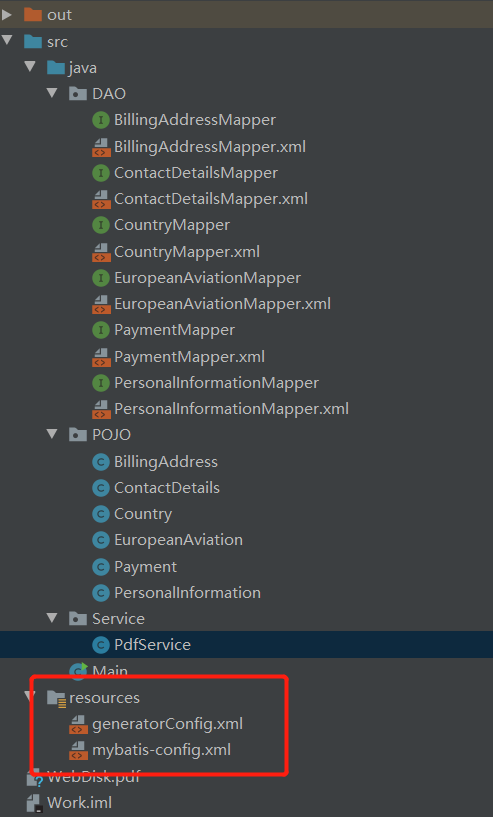 out
src
java
DAO
BillingAddressMapper
BillingAddressMapper.xml
ContactDetailsMapper
ContactDetailsMapper.xml
CountryMapper
CountryMapper.xml
EuropeanAviationMapper
EuropeanAviationMapper.xml
PaymentMapper
PaymentMapper.xml
PersonalInformationMapper
PersonalInformationMapper.xml
POJO
BillingAddress
ContactDetails
Country
EuropeanAviation
Payment
PersonalInformation
Service
PdfService
Main
resources
generatorConfig.xml
mybatis-config.xml
WebDisk.pdf
Work.iml